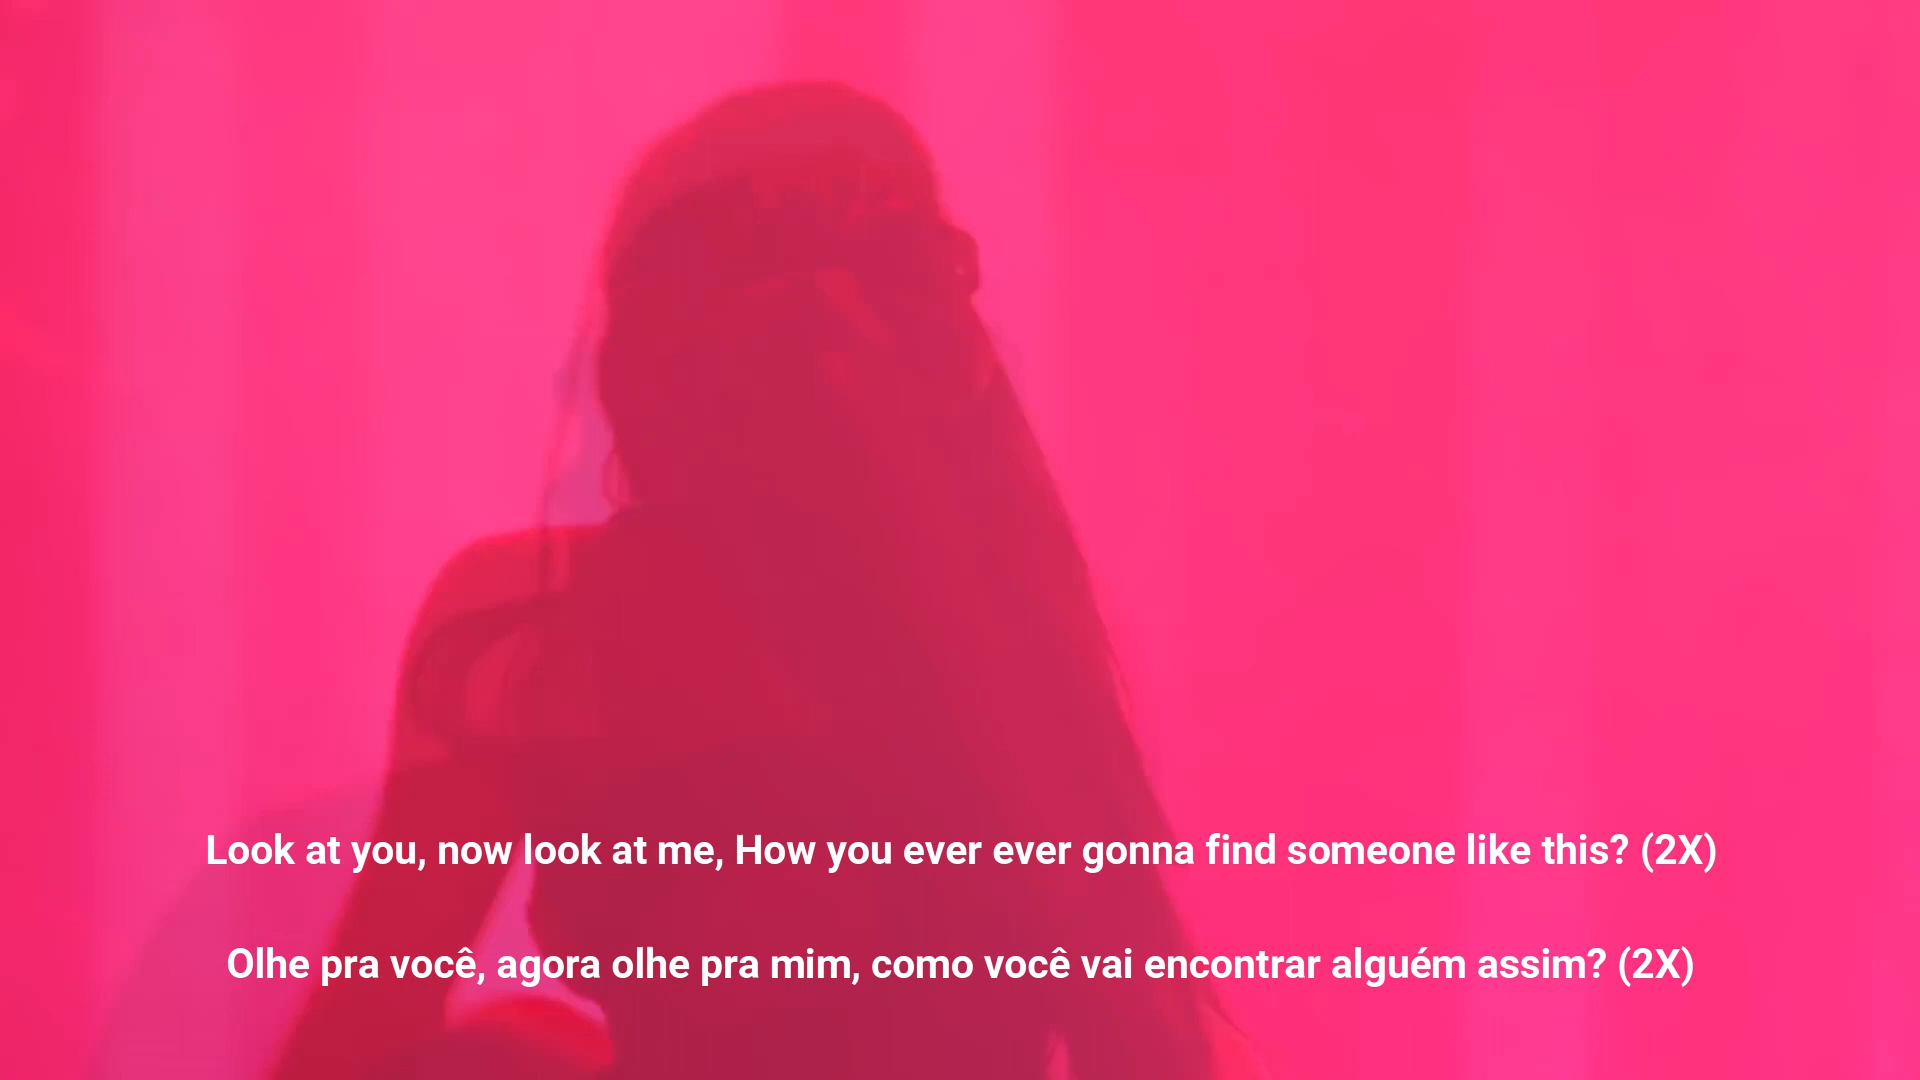 Look at you, now look at me, How you ever ever gonna find someone like this? (2X)
Olhe pra você, agora olhe pra mim, como você vai encontrar alguém assim? (2X)